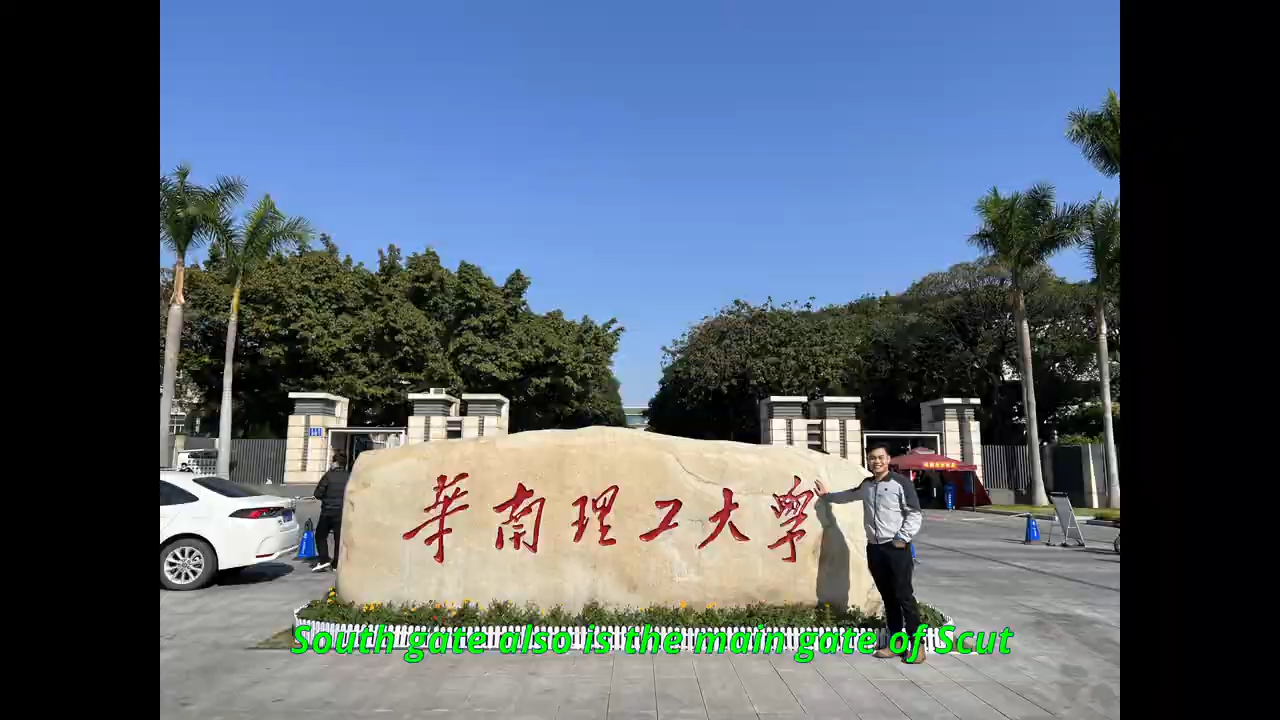 華南理工大學
South gate also is the main gate of Scut